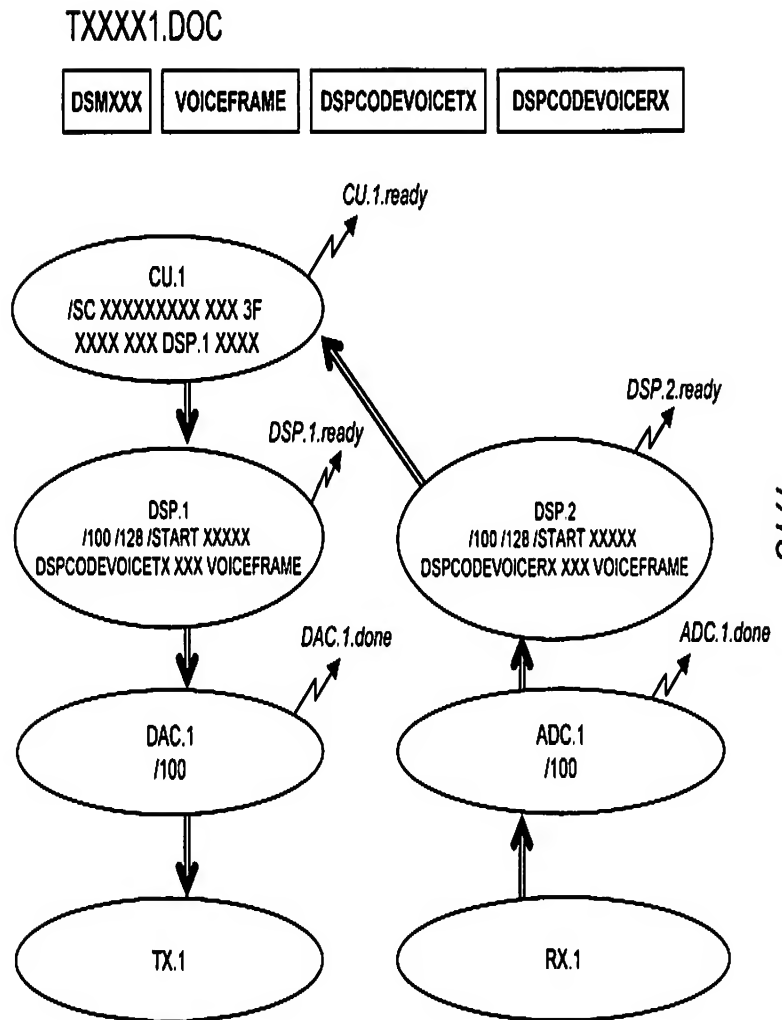 TXXXX1.DOC
DSMXXX VOICEFRAME DSPCODEVOICETX DSPCODEVOICERX
CU.1.ready
CU.1
/SC XXXXXXXXX XXX 3F
XXXX XXX DSP.1 XXXX
DSP.2.ready
DSP.1.ready
DSP.1
/100 /128 /START XXXXX
DSPCODEVOICETX XXX VOICEFRAME
DSP.2
/100 /128 /START XXXXX
DSPCODEVOICERX XXX VOICEFRAME
DAC.1.done
ADC.1.done
DAC.1
/100
ADC.1
/100
TX.1
RX.1